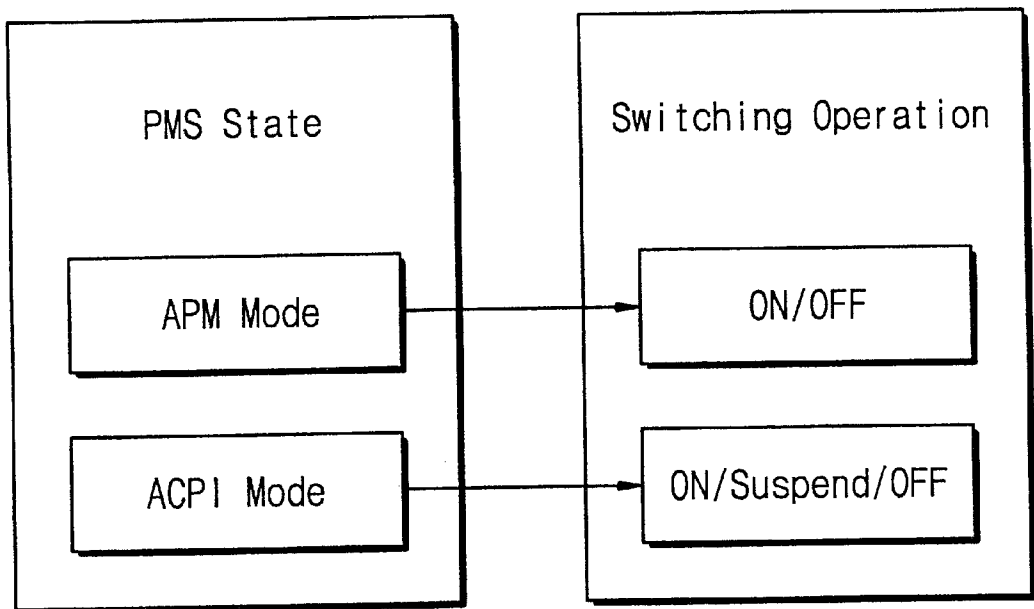 PMS State
Switching Operation
APM Mode
ON/OFF
ACPI Mode
ON/Suspend/OFF